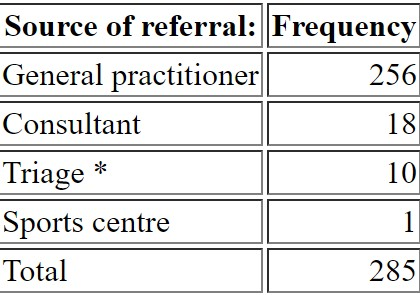 Source of referral: Frequency
General practitioner 256
Consultant 18
Triage * 10
Sports centre 1
Total 285